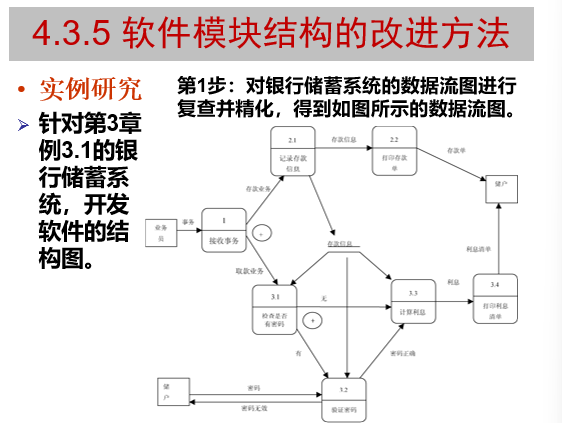 4.3.5 软件模块结构的改进方法
• 实例研究
➢ 针对第3章
例3.1的银
行储蓄系
统，开发
软件的结
构图。
第1步：对银行储蓄系统的数据流图进行
复查并精化，得到如图所示的数据流图。
2.1
记录存款
信息
存款信息
2.2
打印存款
单
存款单
储户
存款业务
业务
员
事务
1
接收事务
存款信息
利息清单
取款业务
3.1
检查是否
有密码
无
3.3
计算利息
利息
3.4
打印利息
清单
有
密码正确
储
户
密码
密码无效
3.2
验证密码